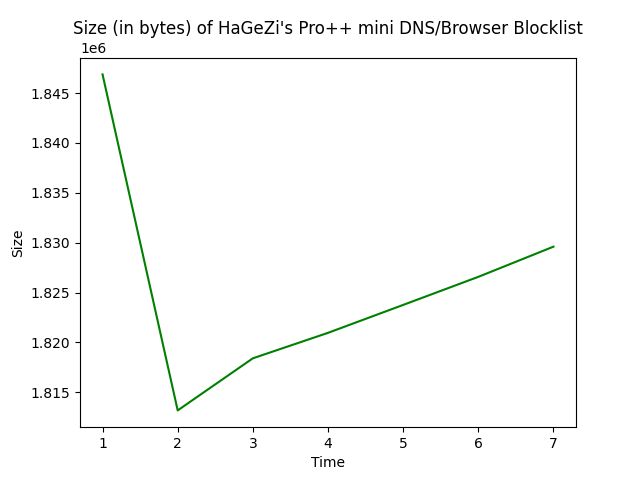 Size (in bytes) of HaGeZi's Pro++ mini DNS/Browser Blocklist
1e6
1.845
1.840
1.835
1.830
1.825
1.820
1.815
Size
1 2 3 4 5 6 7
Time